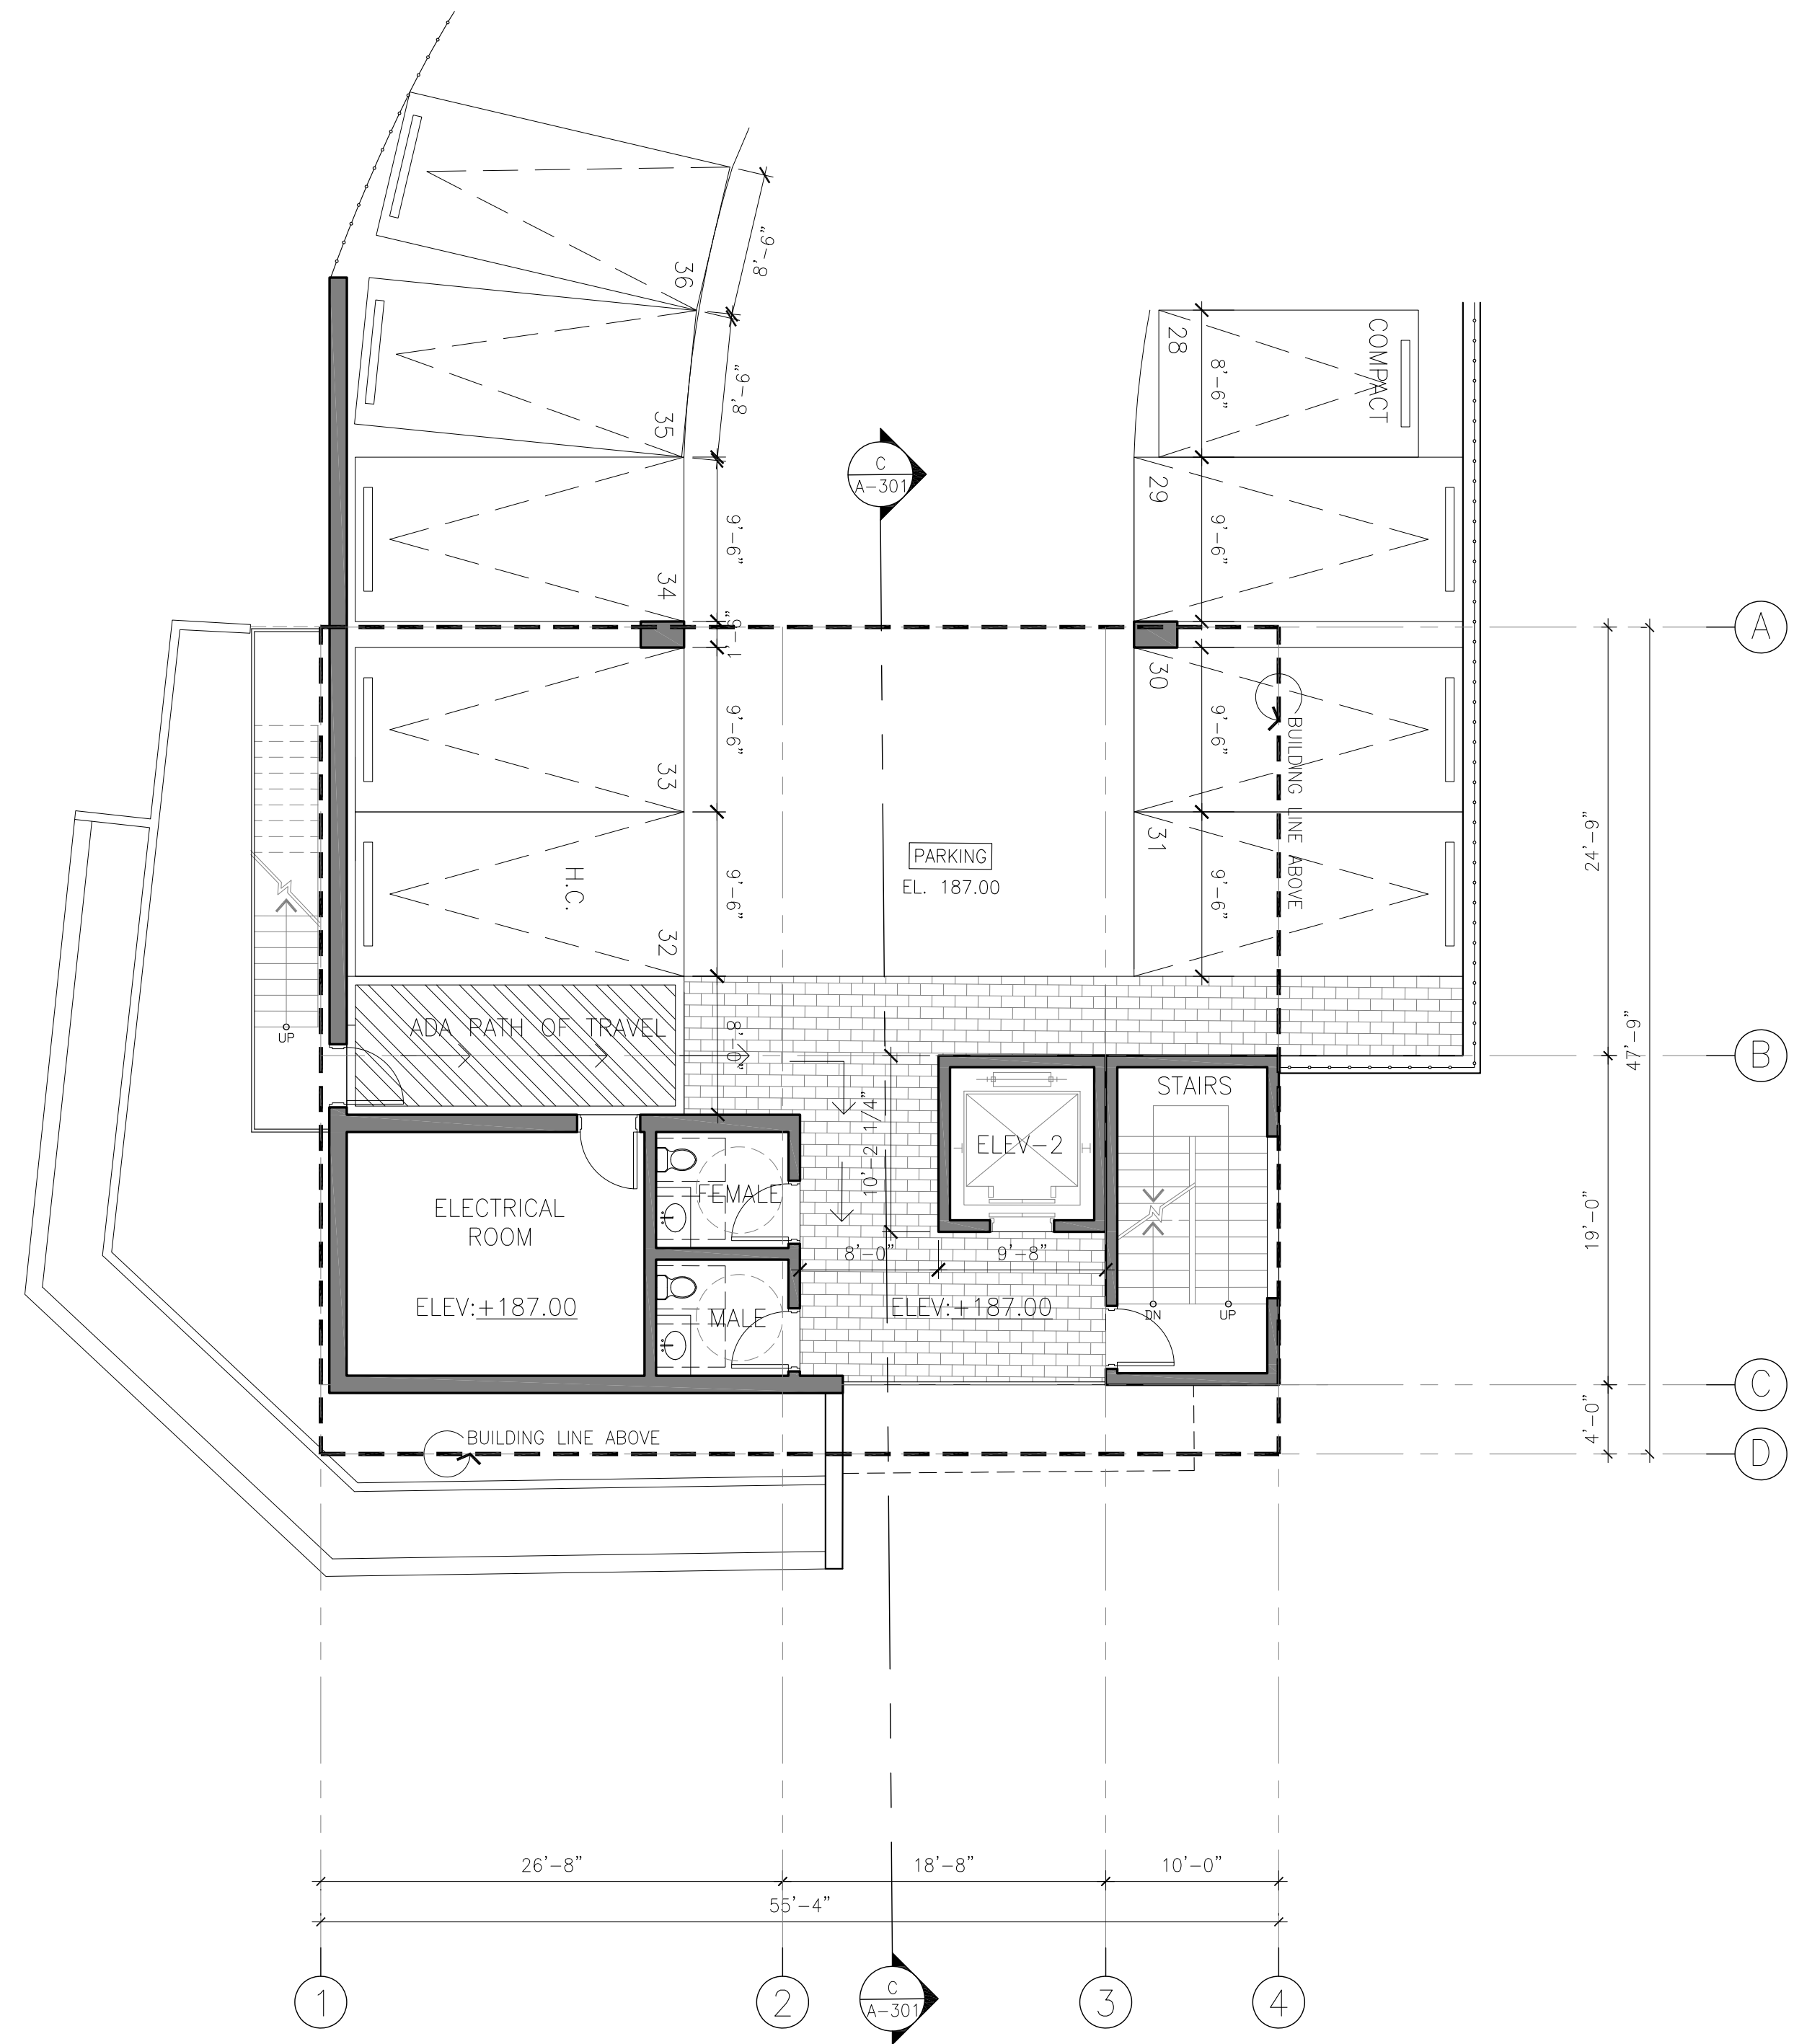 36
8'-6"
35
8'-6"
28
8'-6"
COMPACT
C
A-301
29
9'-6"
9'-6"
34
1'-6"
A
30
9'-6"
9'-6"
33
BUILDING LINE ABOVE
31
9'-6"
PARKING
EL. 187.00
9'-6"
H.C.
32
24'-9"
47'-9"
ADA PATH OF TRAVEL
8'-0"
UP
B
STAIRS
10'-2 1/4"
ELEV-2
FEMALE
ELECTRICAL
ROOM
19'-0"
8'-0"
9'-8"
ELEV:+187.00
MALE
ELEV:+187.00
DN
UP
C
4'-0"
BUILDING LINE ABOVE
D
26'-8"
18'-8"
10'-0"
55'-4"
1
2
C
A-301
3
4